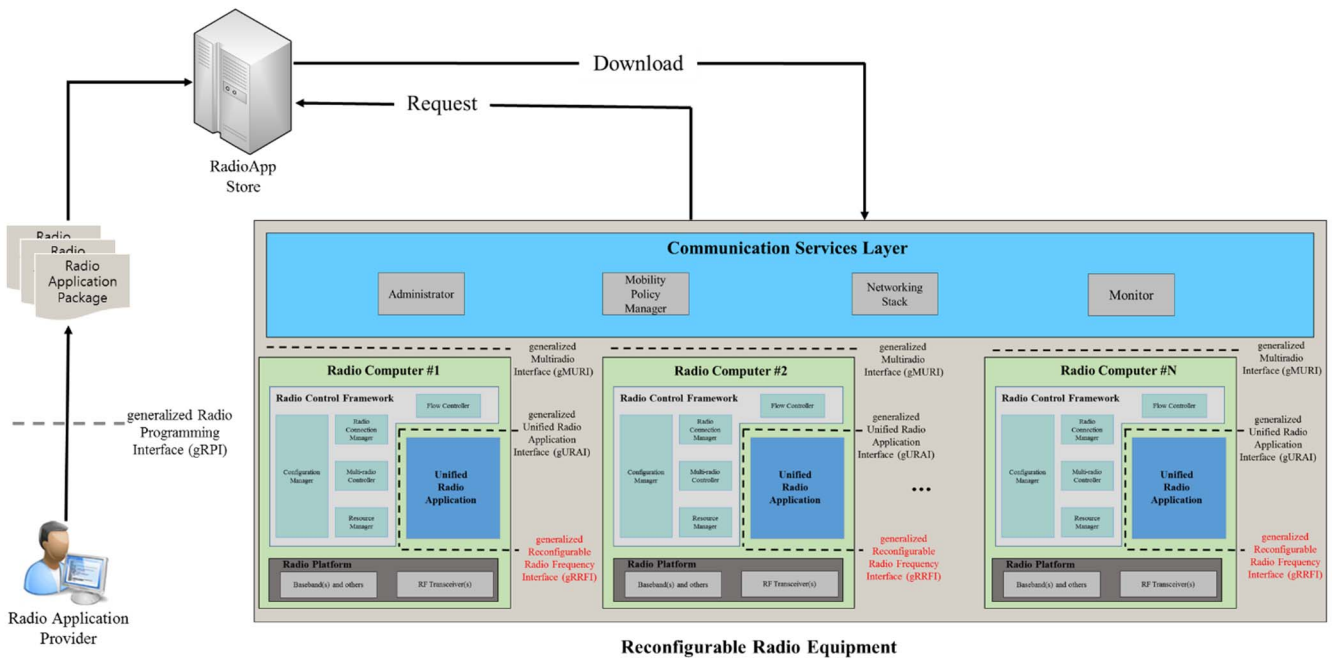 Download
Request
RadioApp
Store
Radio
Radio
Radio
Application
Package
generalized Radio
Programming
Interface (gRPI)
Radio Application
Provider
Communication Services Layer
Administrator
Mobility
Policy
Manager
Networking
Stack
Monitor
generalized
Multiradio
Interface (gMURI)
generalized
Multiradio
Interface (gMURI)
generalized
Multiradio
Interface (gMURI)
Radio Computer #1
Radio Control Framework
Flow Controller
Configuration
Manager
Radio
Connection
Manager
Multi-radio
Controller
Resource
Manager
Unified
Radio
Application
generalized
Unified Radio
Application
Interface (gURAI)
generalized
Reconfigurable
Radio Frequency
Interface (gRRFI)
Radio Platform
Baseband(s) and others
RF Transceiver(s)
Radio Computer #2
Radio Control Framework
Flow Controller
Configuration
Manager
Radio
Connection
Manager
Multi-radio
Controller
Resource
Manager
Unified
Radio
Application
generalized
Unified Radio
Application
Interface (gURAI)
...
generalized
Reconfigurable
Radio Frequency
Interface (gRRFI)
Radio Platform
Baseband(s) and others
RF Transceiver(s)
Radio Computer #N
Radio Control Framework
Flow Controller
Configuration
Manager
Radio
Connection
Manager
Multi-radio
Controller
Resource
Manager
Unified
Radio
Application
generalized
Unified Radio
Application
Interface (gURAI)
generalized
Reconfigurable
Radio Frequency
Interface (gRRFI)
Radio Platform
Baseband(s) and others
RF Transceiver(s)
Reconfigurable Radio Equipment